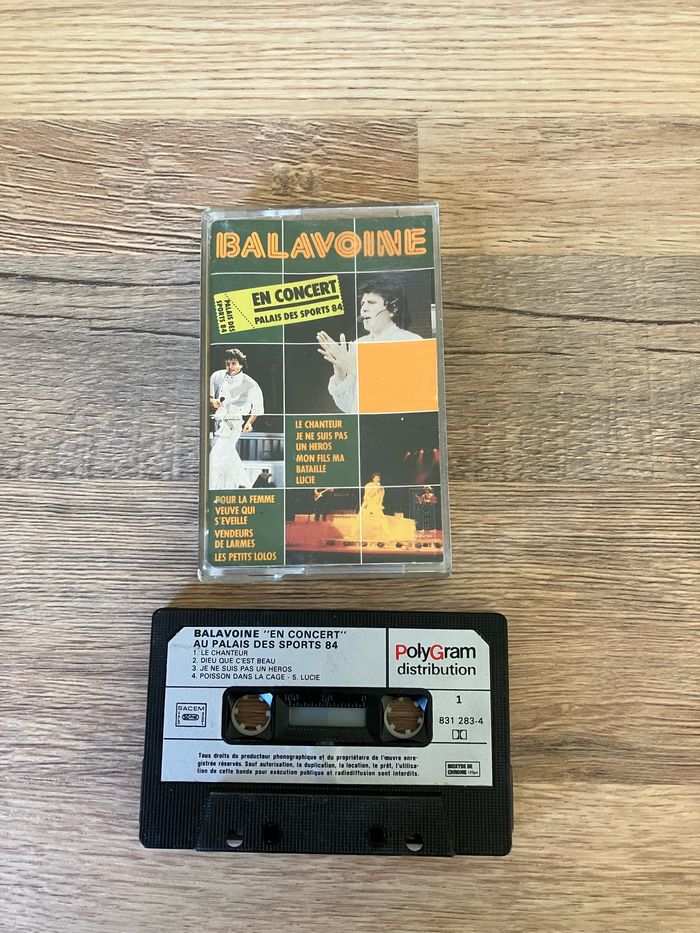 BALAVOINE
EN CONCERT
PALAIS DES SPORTS 84
PALAIS DES
SPORTS 84
LE CHANTEUR
JE NE SUIS PAS
UN HEROS
MON FILS MA
BATAILLE
LUCIE
POUR LA FEMME
VEUVE QUI
S'EVEILLE
VENDEURS
DE LARMES
LES PETITS LOLOS
BALAVOINE "EN CONCERT"
AU PALAIS DES SPORTS 84
1. LE CHANTEUR
2. DIEU QUE C'EST BEAU
3. JE NE SUIS PAS UN HEROS
4. POISSON DANS LA CAGE - 5. LUCIE
PolyGram
distribution
1
831 283-4
SACEM
100 50 0
Tous droits du producteur phonographique et du propriétaire de l'œuvre enre-
gistrée réservés. Sauf autorisation, la duplication, la location, le prêt, l'utilisa-
tion de cette bande pour exécution publique et radiodiffusion sont interdits.
BIOXYDE DE
CHROME 120µs